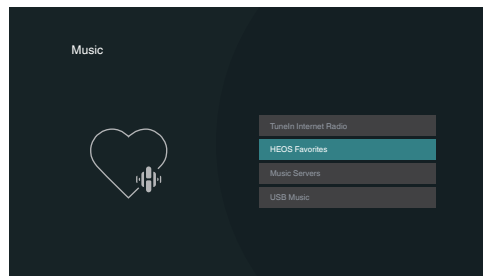 Music
TuneIn Internet Radio
HEOS Favorites
Music Servers
USB Music